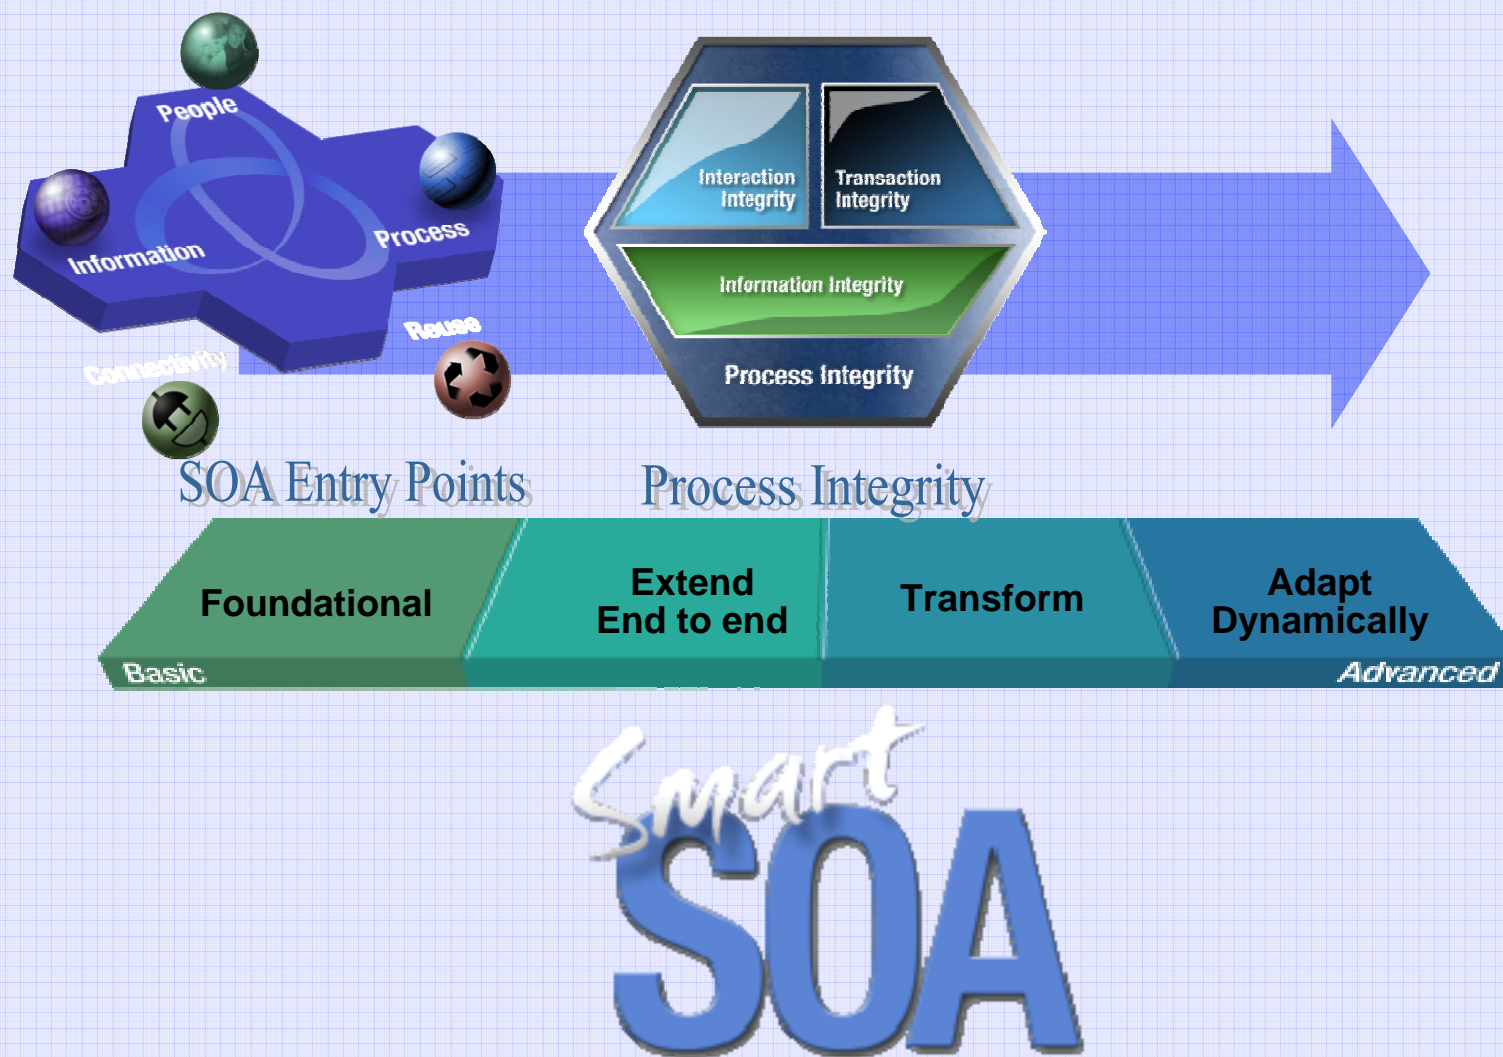 People
Information
Process
Connectivity
Reuse
Interaction
Integrity
Transaction
Integrity
Information Integrity
Process Integrity
SOA Entry Points
Process Integrity
Foundational
Extend
End to end
Transform
Adapt
Dynamically
Basic
Advanced
Smart
SOA